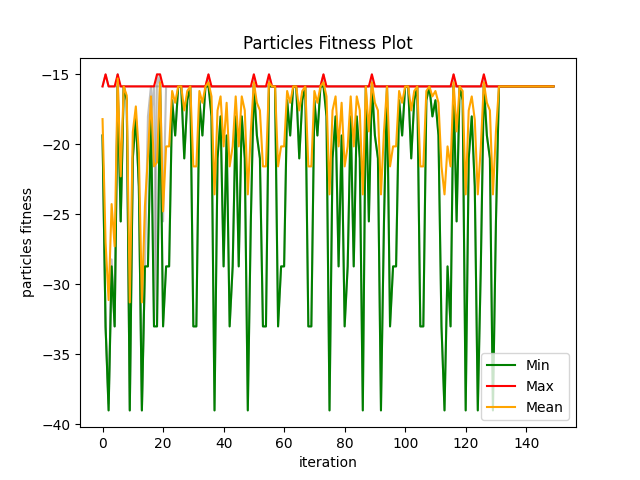 Particles Fitness Plot
particles fitness
−15
−20
−25
−30
−35
−40
0 20 40 60 80 100 120 140
iteration
Min
Max
Mean